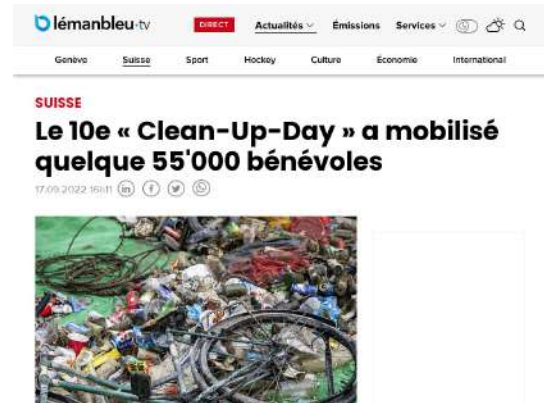 lémanbleu.tv
DIRECT Actualités Émissions Services
Genève Suisse Sport Hockey Culture Économie International
SUISSE
Le 10e « Clean-Up-Day » a mobilisé
quelque 55'000 bénévoles
17.09.2022 16h11